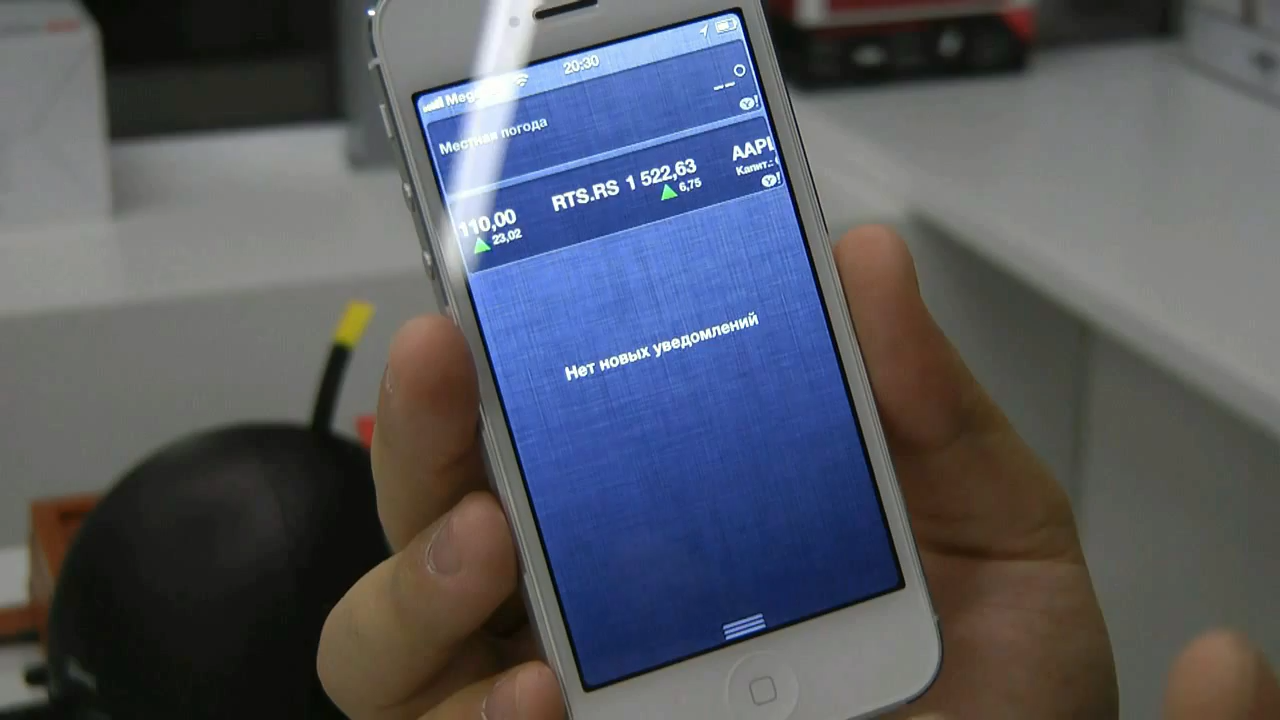 20:30
Местная погода
110,00
23,02
RTS.RS 1 522,63
6,75
AAPL
Капит.:
Нет новых уведомлений